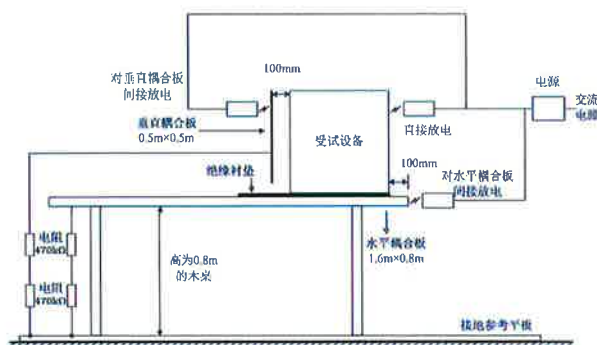 对垂直耦合板
间接放电
100mm
电源
交流
电源
垂直耦合板
0.5m×0.5m
受试设备
直接放电
100mm
绝缘衬垫
对水平耦合板
间接放电
电阻
470kΩ
高为0.8m
的木桌
水平耦合板
1.6m×0.8m
电阻
470kΩ
接地参考平板